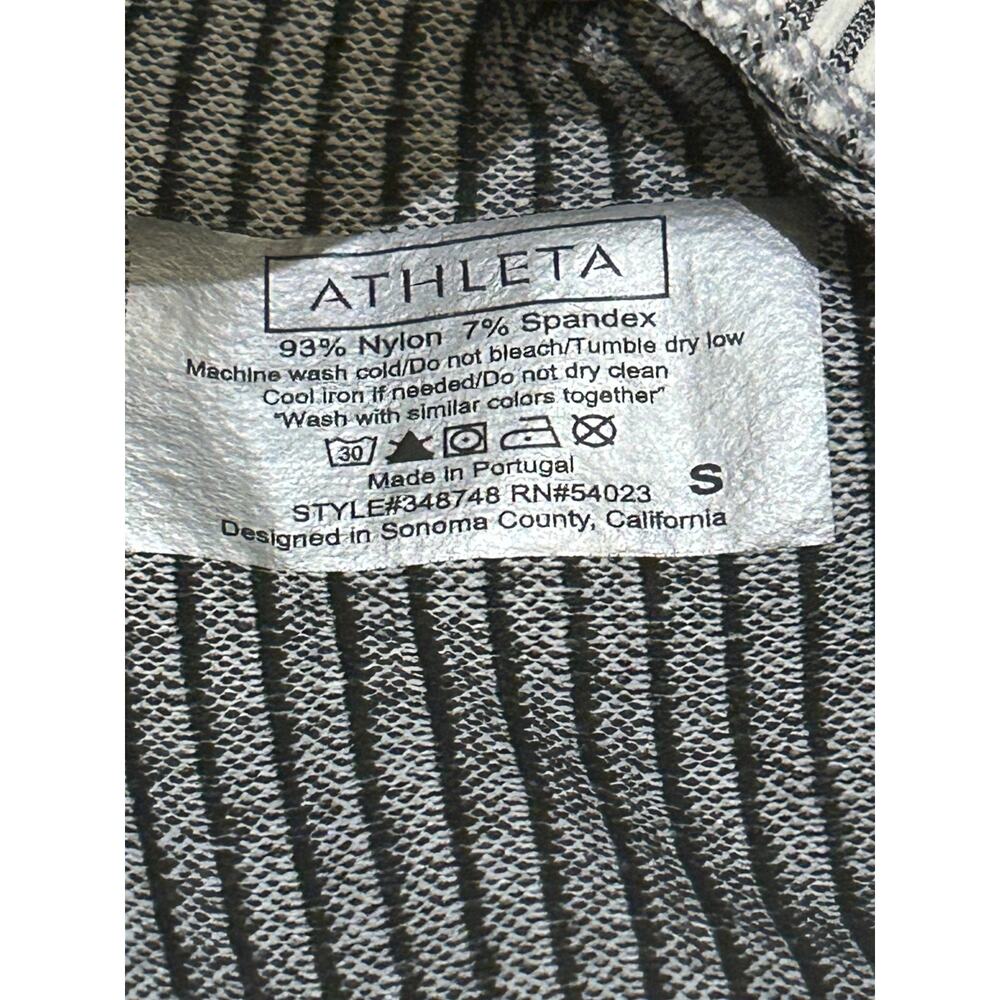 ATHLETA
93% Nylon 7% Spandex
Machine wash cold/Do not bleach/Tumble dry low
Cool iron if needed/Do not dry clean
"Wash with similar colors together"
30
Made in Portugal
S
STYLE#348748 RN#54023
Designed in Sonoma County, California